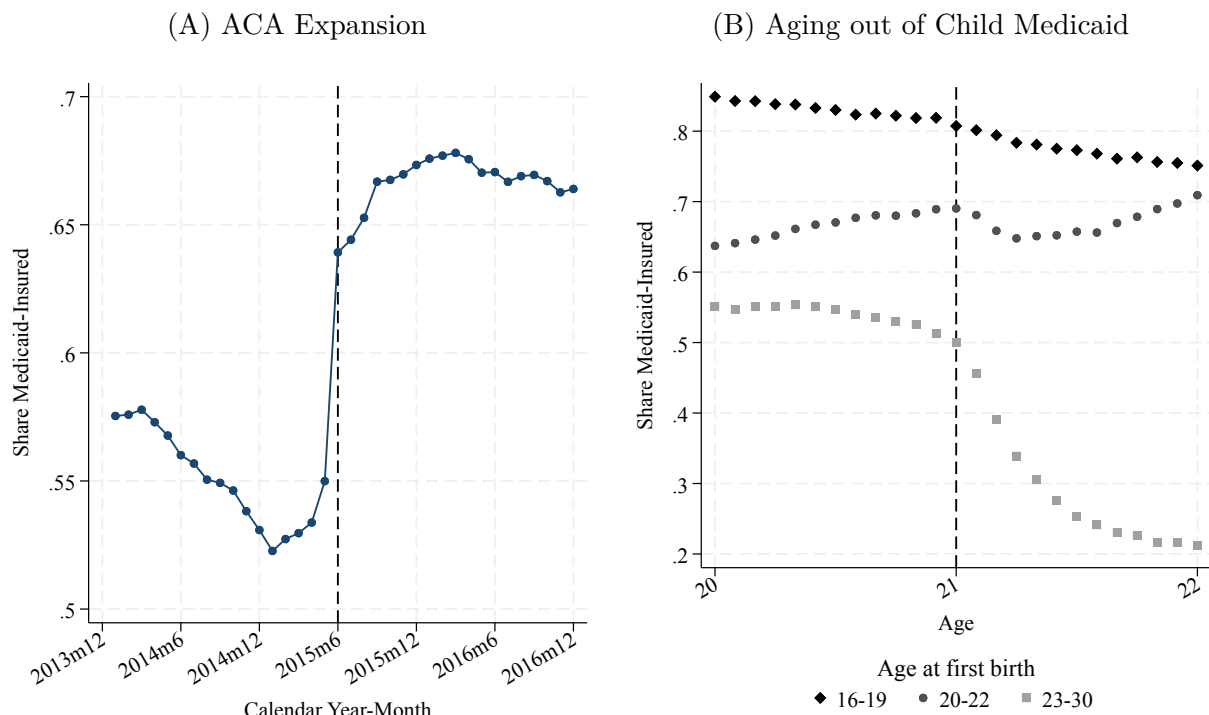 (A) ACA Expansion
.7
.65
.6
.55
.5
Share Medicaid-Insured
2013m12
2014m6
2014m12
2015m6
2015m12
2016m6
2016m12
Calendar Year-Month
(B) Aging out of Child Medicaid
.8
.7
.6
.5
.4
.3
.2
Share Medicaid-Insured
20
21
22
Age
Age at first birth
16-19 20-22 23-30